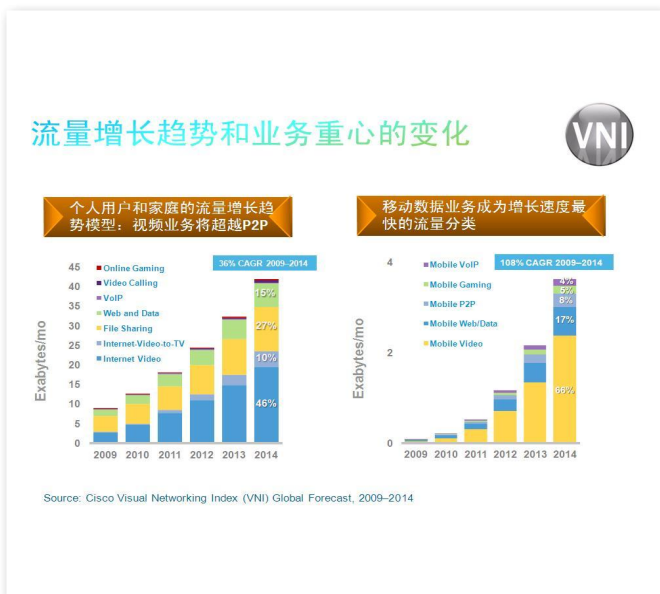 流量增长趋势和业务重心的变化
VNI
个人用户和家庭的流量增长趋
势模型：视频业务将超越P2P
36% CAGR 2009–2014
Exabytes/mo
45
40
35
30
25
20
15
10
5
0
Online Gaming
Video Calling
VoIP
Web and Data
File Sharing
Internet-Video-to-TV
Internet Video
15%
27%
10%
46%
2009 2010 2011 2012 2013 2014
移动数据业务成为增长速度最
快的流量分类
108% CAGR 2009–2014
Exabytes/mo
4
2
0
Mobile VoIP
Mobile Gaming
Mobile P2P
Mobile Web/Data
Mobile Video
4%
5%
8%
17%
66%
2009 2010 2011 2012 2013 2014
Source: Cisco Visual Networking Index (VNI) Global Forecast, 2009–2014